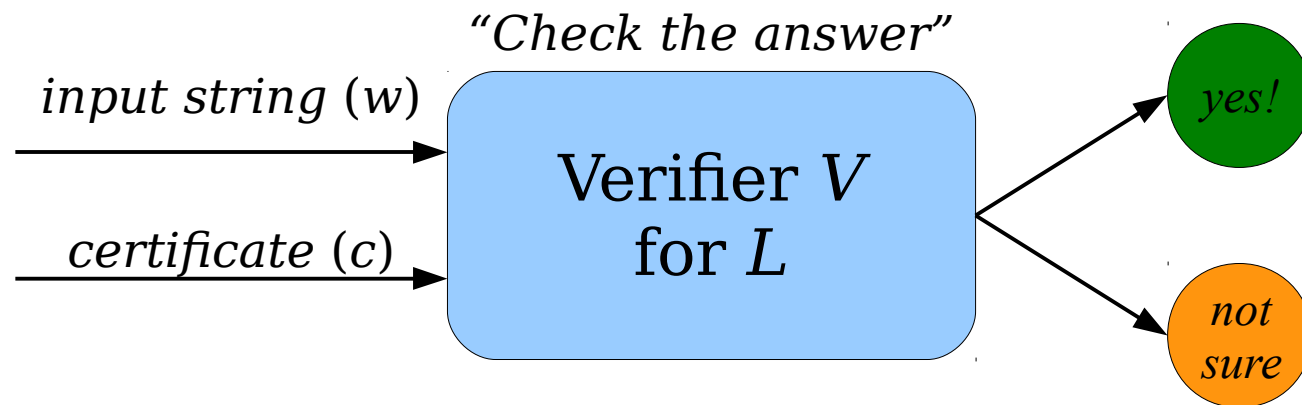 “Check the answer”
input string (w)
certificate (c)
Verifier V
for L
yes!
not
sure